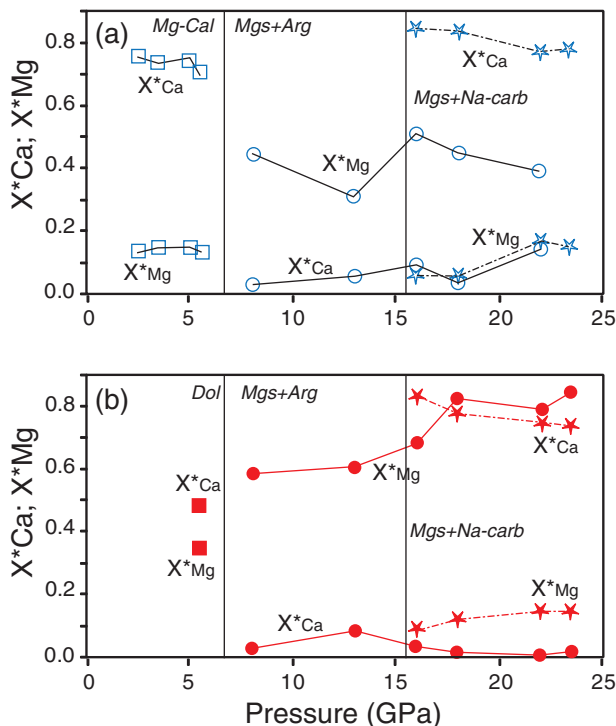 (a)
Mg-Cal
Mgs+Arg
0.8
X*Ca
X*Ca
Mgs+Na-carb
0.6
X*Ca; X*Mg
0.4
X*Mg
0.2
X*Mg
X*Mg
X*Ca
0.0
0 5 10 15 20 25
(b)
Dol
Mgs+Arg
0.8
X*Ca
0.6
X*Mg
X*Ca
X*Ca; X*Mg
0.4
Mgs+Na-carb
X*Mg
X*Mg
0.2
X*Ca
0.0
0 5 10 15 20 25
Pressure (GPa)